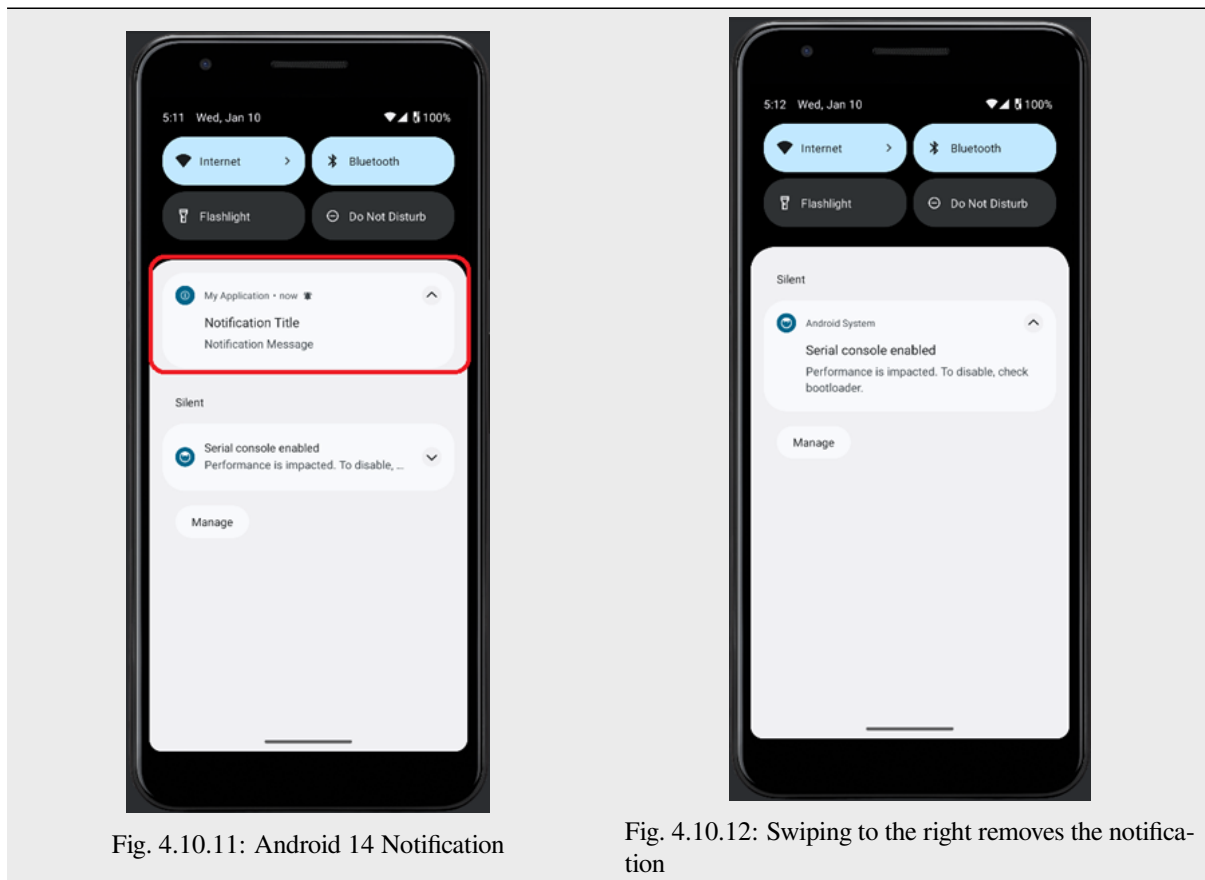 5:11 Wed, Jan 10 100%
Internet Bluetooth
Flashlight Do Not Disturb
My Application • now
Notification Title
Notification Message
Silent
Serial console enabled
Performance is impacted. To disable, ...
Manage
Fig. 4.10.11: Android 14 Notification
5:12 Wed, Jan 10 100%
Internet Bluetooth
Flashlight Do Not Disturb
Silent
Android System
Serial console enabled
Performance is impacted. To disable, check
bootloader.
Manage
Fig. 4.10.12: Swiping to the right removes the notifica-
tion